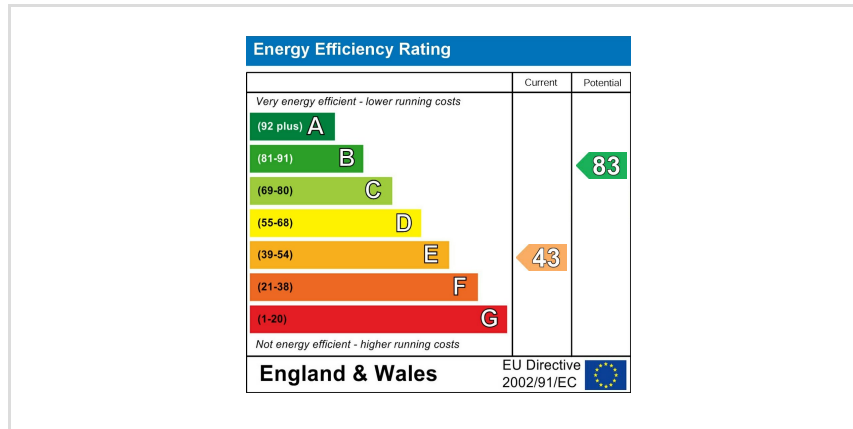 Energy Efficiency Rating
Current Potential
Very energy efficient - lower running costs
(92 plus) A
(81-91) B
83
(69-80) C
(55-68) D
(39-54) E
43
(21-38) F
(1-20) G
Not energy efficient - higher running costs
England & Wales
EU Directive
2002/91/EC